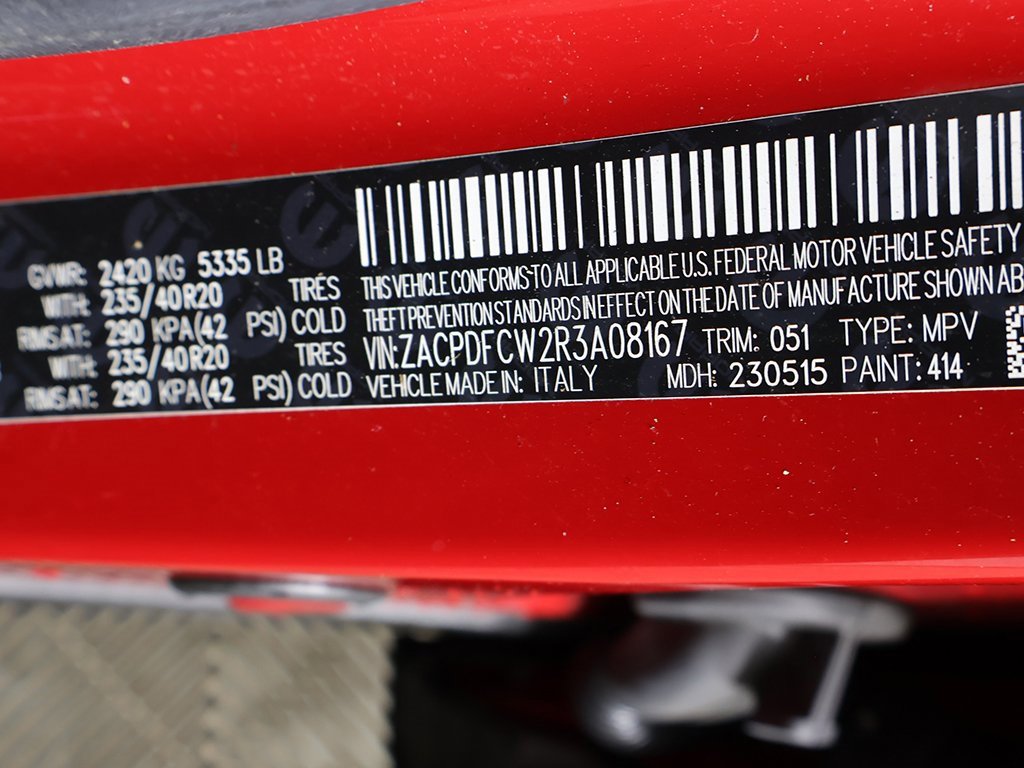 GVWR: 2420 KG 5335 LB
WITH: 235/40R20 TIRES
RIMS AT: 290 KPA(42 PSI) COLD
WITH: 235/40R20 TIRES
RIMS AT: 290 KPA(42 PSI) COLD
THIS VEHICLE CONFORMS TO ALL APPLICABLE U.S. FEDERAL MOTOR VEHICLE SAFETY
THEFT PREVENTION STANDARDS IN EFFECT ON THE DATE OF MANUFACTURE SHOWN AB
VIN:ZACPDFCW2R3A08167 TRIM: 051 TYPE: MPV
VEHICLE MADE IN: ITALY MDH: 230515 PAINT: 414